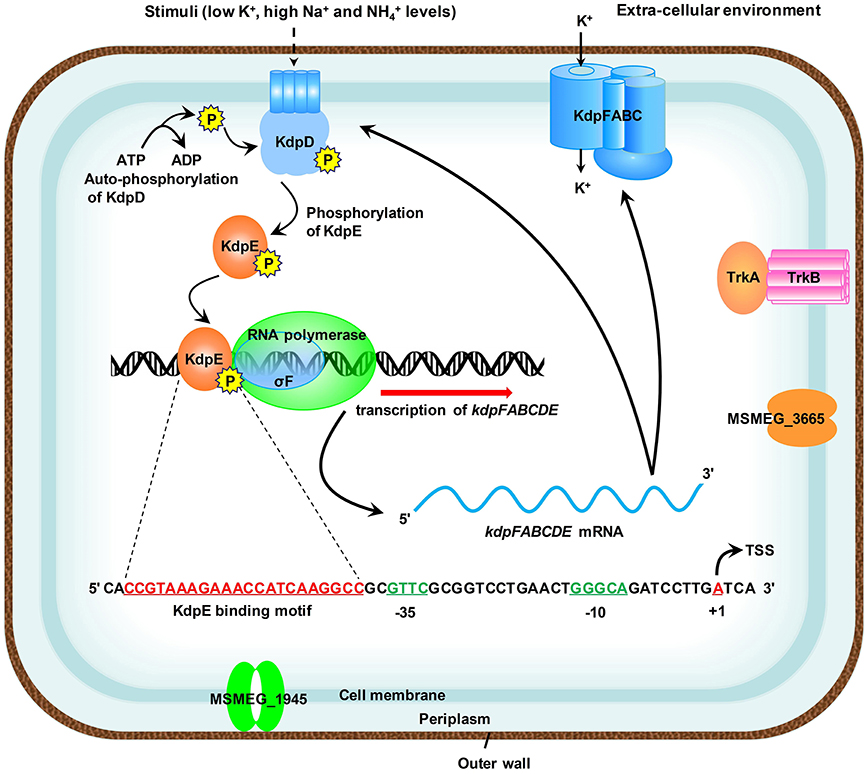 Stimuli (low K⁺, high Na⁺ and NH₄⁺ levels)
Extra-cellular environment
K⁺
KdpFABC
K⁺
P
KdpD
P
ATP ADP
Auto-phosphorylation
of KdpD
Phosphorylation
of KdpE
KdpE
P
TrkA TrkB
RNA polymerase
KdpE
P
σF
transcription of kdpFABCDE
MSMEG_3665
3'
5'
kdpFABCDE mRNA
TSS
5' CACCGTAAAGAAACCATCAAGGCCGCGTTCGCGGTCCTGAACTGGGCAGATCCTTGATCA 3'
KdpE binding motif -35 -10 +1
MSMEG_1945
Cell membrane
Periplasm
Outer wall